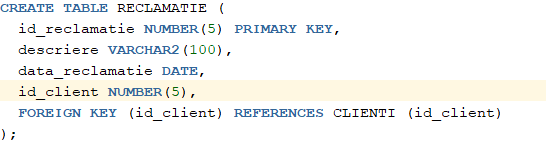 CREATE TABLE RECLAMATIE (
  id_reclamatie NUMBER(5) PRIMARY KEY,
  descriere VARCHAR2(100),
  data_reclamatie DATE,
  id_client NUMBER(5),
  FOREIGN KEY (id_client) REFERENCES CLIENTI (id_client)
);